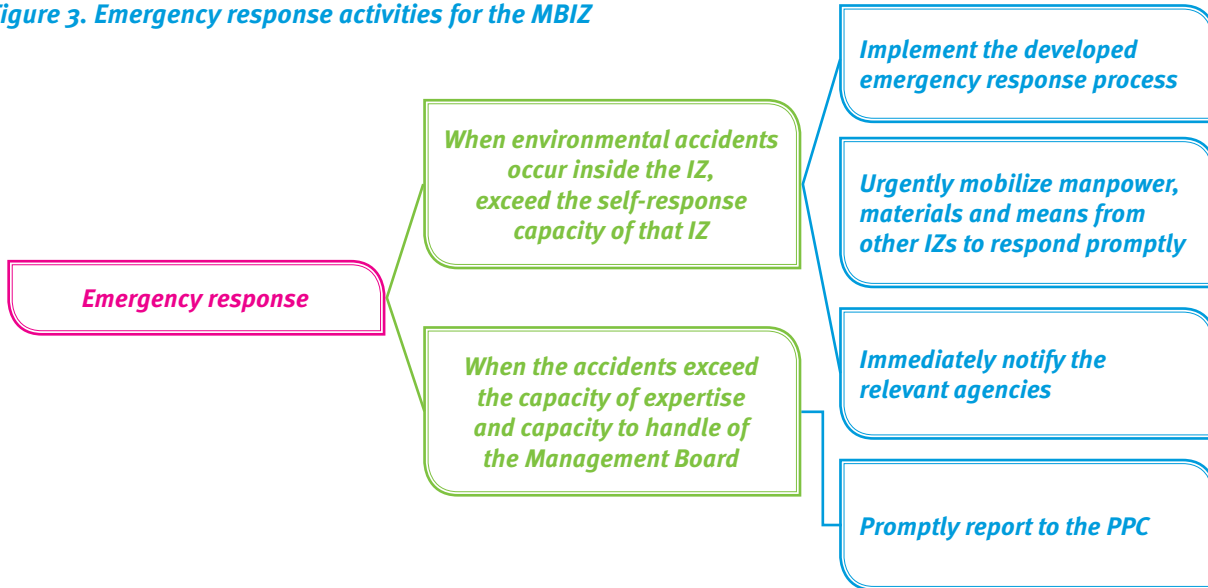 Figure 3. Emergency response activities for the MBIZ
Emergency response
When environmental accidents
occur inside the IZ,
exceed the self-response
capacity of that IZ
When the accidents exceed
the capacity of expertise
and capacity to handle of
the Management Board
Implement the developed
emergency response process
Urgently mobilize manpower,
materials and means from
other IZs to respond promptly
Immediately notify the
relevant agencies
Promptly report to the PPC